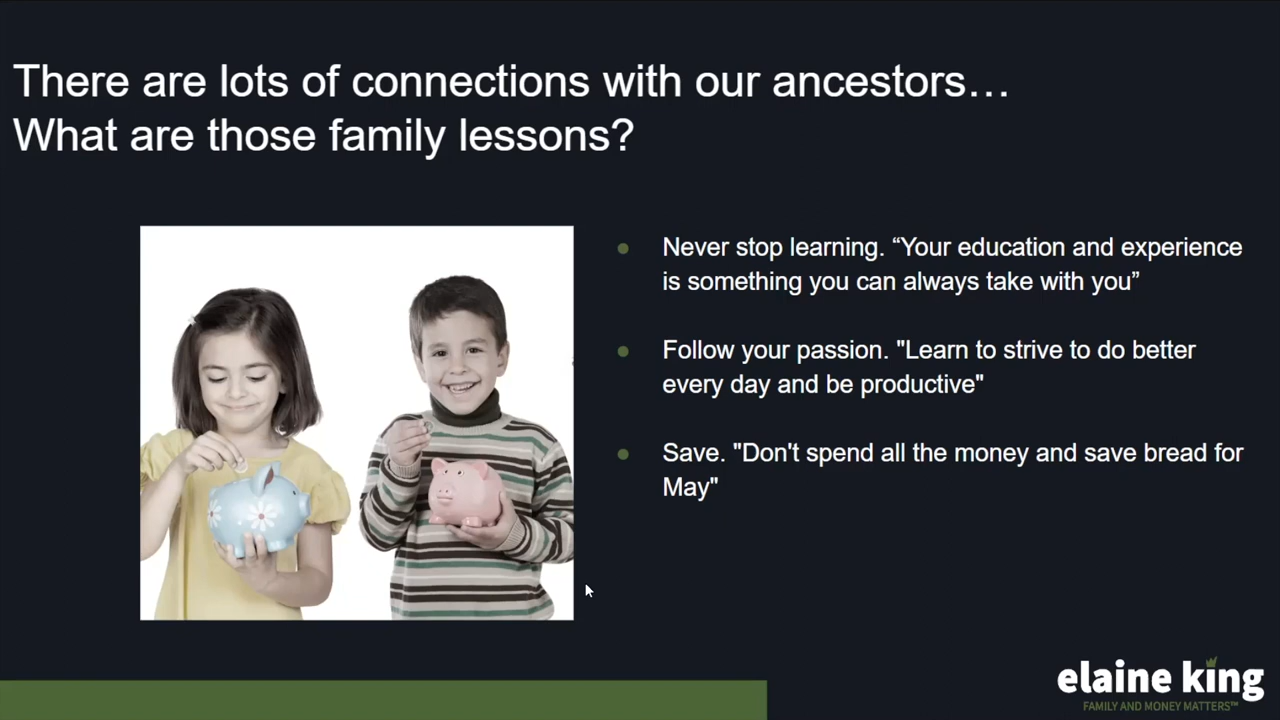 There are lots of connections with our ancestors…
What are those family lessons?
Never stop learning. “Your education and experience
is something you can always take with you”
Follow your passion. "Learn to strive to do better
every day and be productive"
Save. "Don't spend all the money and save bread for
May"
elaine king
FAMILY AND MONEY MATTERS™